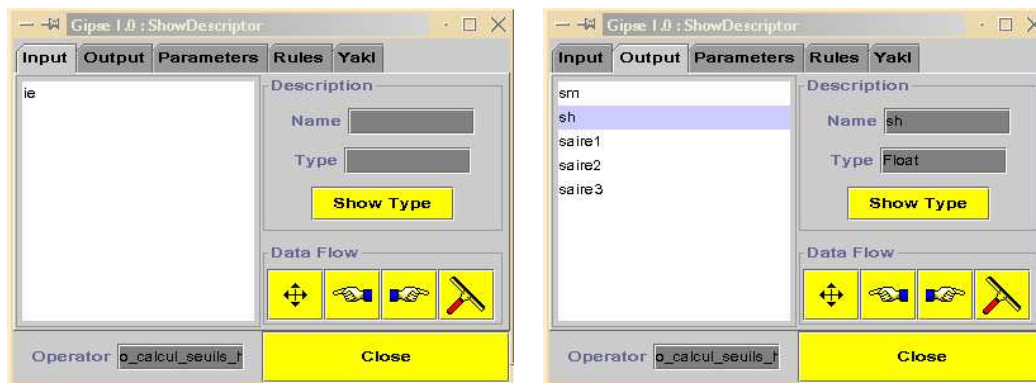 Gipse 1.0 : ShowDescriptor
Input Output Parameters Rules Yakl
ie
Description
Name
Type
Show Type
Data Flow
Operator o_calcul_seuils_h
Close
Gipse 1.0 : ShowDescriptor
Input Output Parameters Rules Yakl
sm
sh
saire1
saire2
saire3
Description
Name sh
Type Float
Show Type
Data Flow
Operator o_calcul_seuils_h
Close